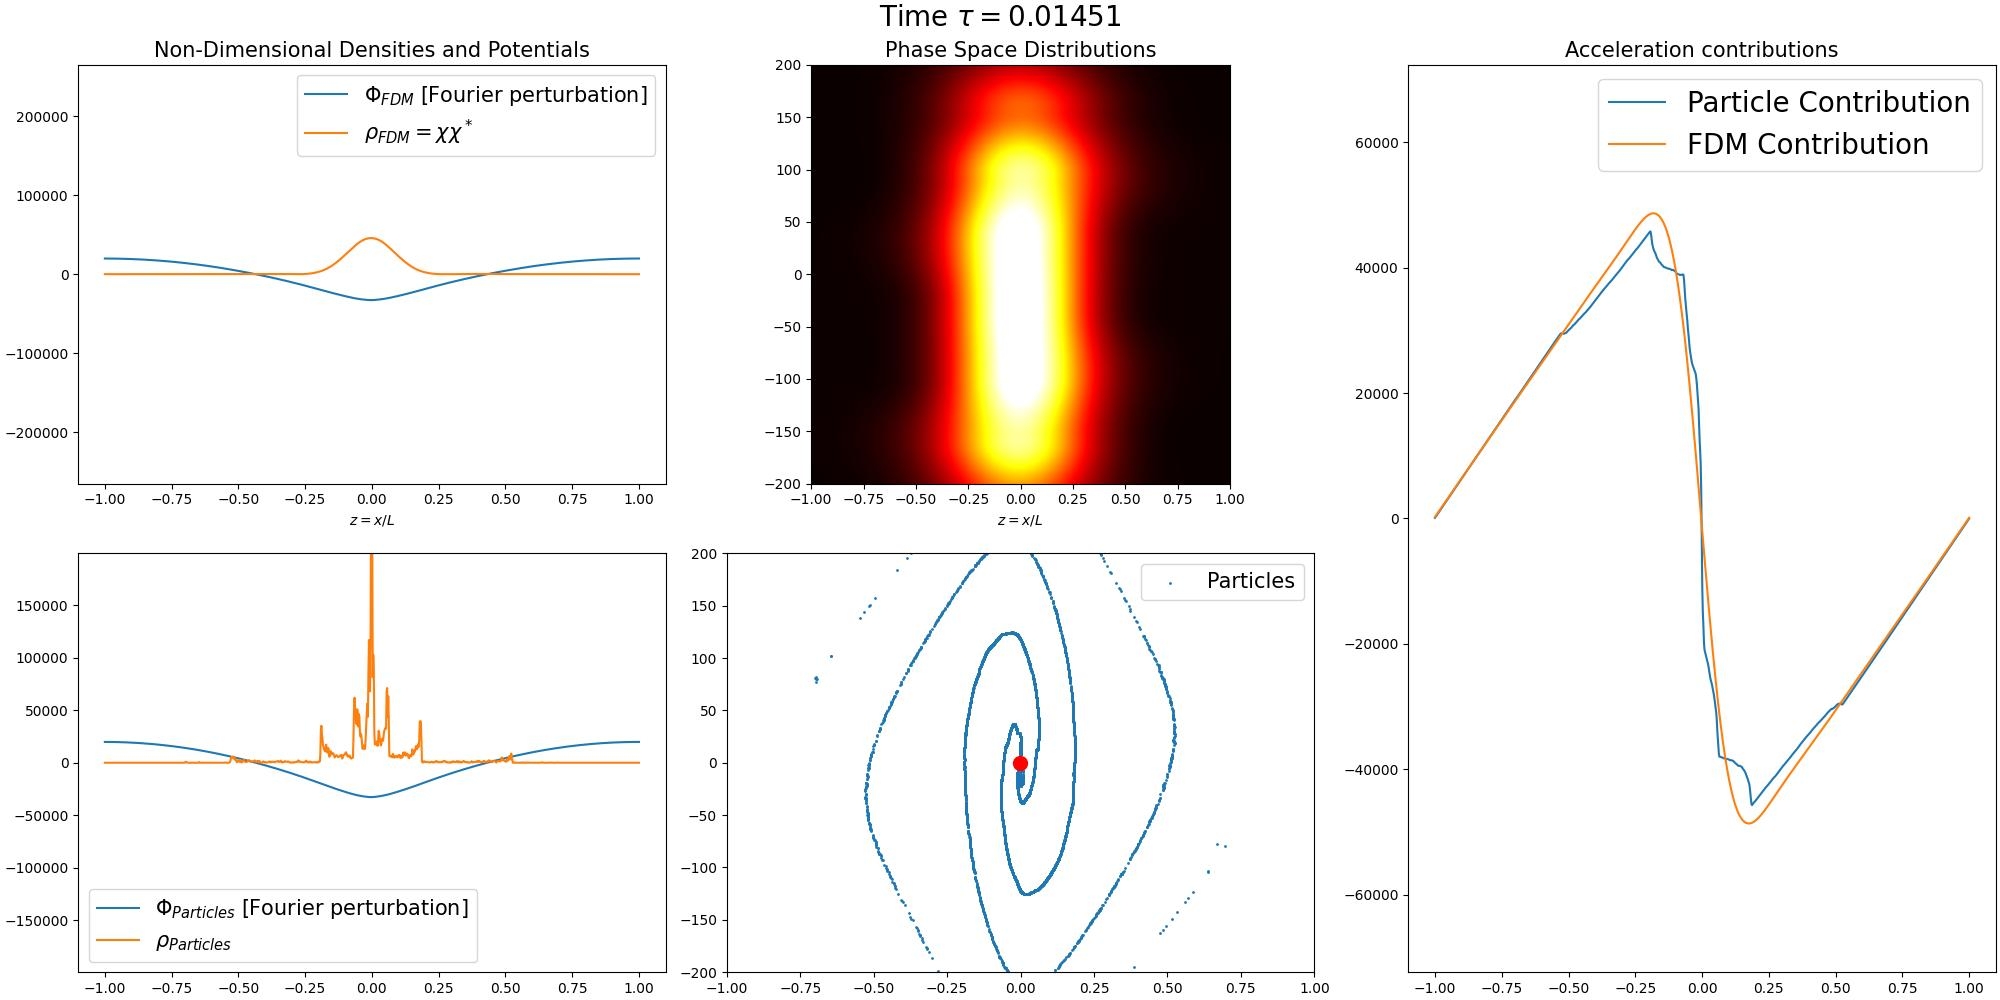 Time τ = 0.01451
Non-Dimensional Densities and Potentials
Φ_FDM [Fourier perturbation]
ρ_FDM = χχ*
200000
100000
0
−100000
−200000
−1.00 −0.75 −0.50 −0.25 0.00 0.25 0.50 0.75 1.00
z = x/L
Phase Space Distributions
200
150
100
50
0
−50
−100
−150
−200
−1.00 −0.75 −0.50 −0.25 0.00 0.25 0.50 0.75 1.00
z = x/L
Acceleration contributions
Particle Contribution
FDM Contribution
60000
40000
20000
0
−20000
−40000
−60000
−1.00 −0.75 −0.50 −0.25 0.00 0.25 0.50 0.75 1.00
150000
100000
50000
0
−50000
−100000
−150000
Φ_Particles [Fourier perturbation]
ρ_Particles
−1.00 −0.75 −0.50 −0.25 0.00 0.25 0.50 0.75 1.00
Particles
200
150
100
50
0
−50
−100
−150
−200
−1.00 −0.75 −0.50 −0.25 0.00 0.25 0.50 0.75 1.00